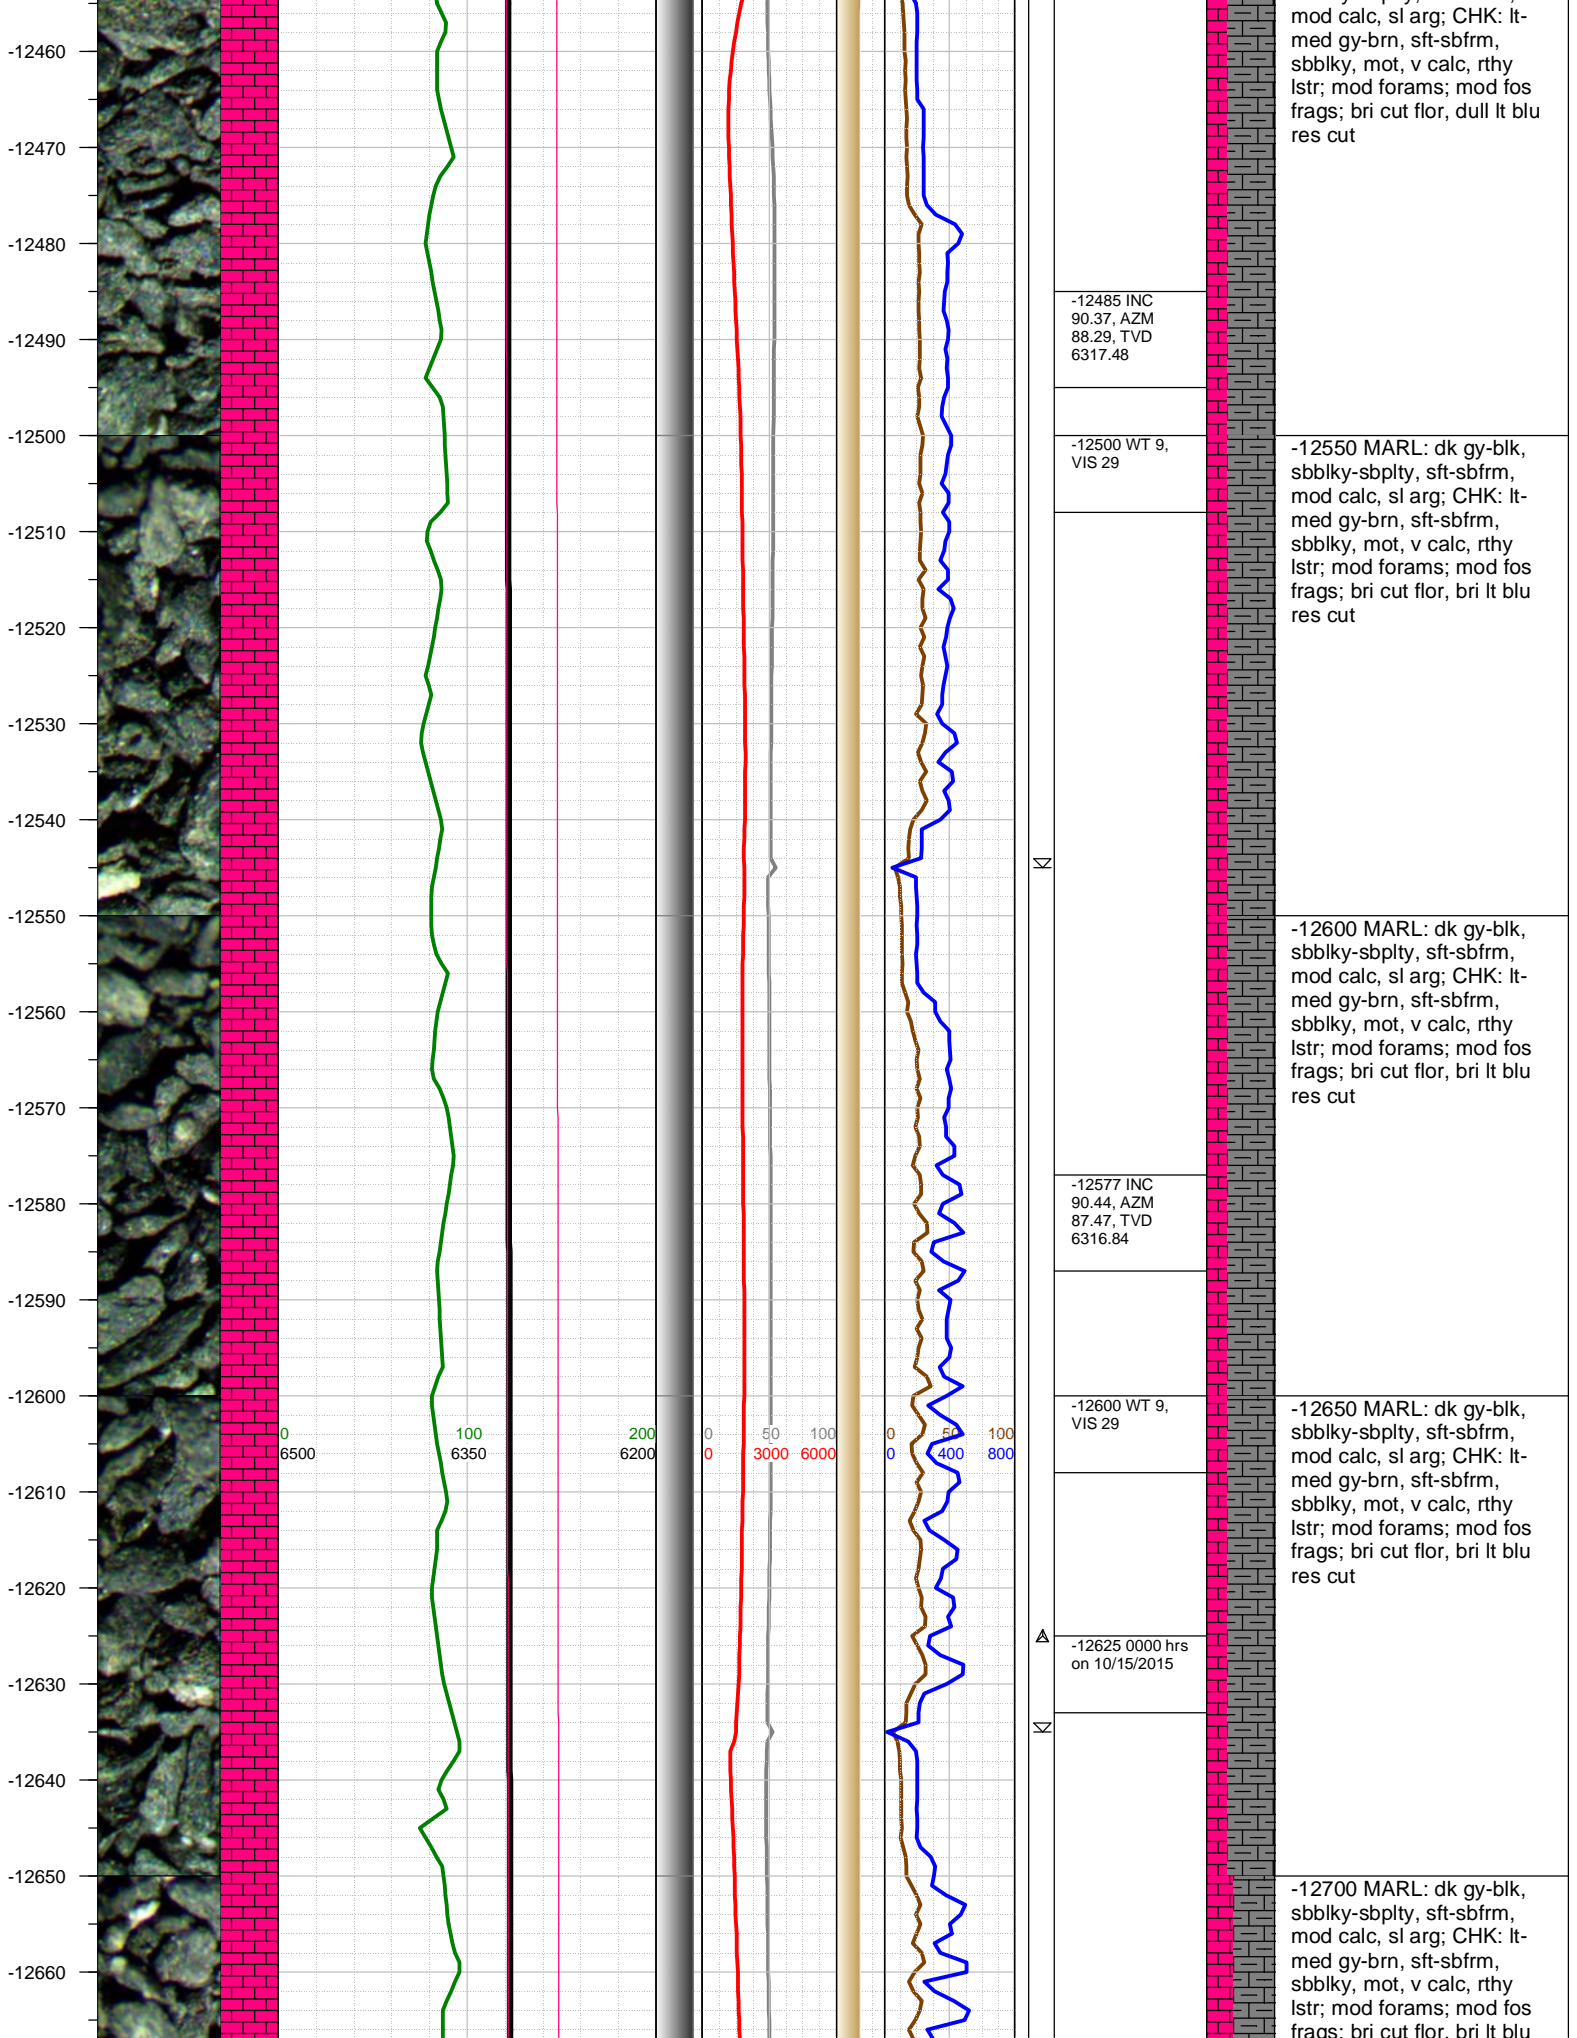 -12460
-12470
-12480
-12490
-12500
-12510
-12520
-12530
-12540
-12550
-12560
-12570
-12580
-12590
-12600
-12610
-12620
-12630
-12640
-12650
-12660
0 100 200
6500 6350 6200
0 50 100
0 3000 6000
0 50 100
0 400 800
-12485 INC
90.37, AZM
88.29, TVD
6317.48
-12500 WT 9,
VIS 29
-12577 INC
90.44, AZM
87.47, TVD
6316.84
-12600 WT 9,
VIS 29
-12625 0000 hrs
on 10/15/2015
mod calc, sl arg; CHK: lt-
med gy-brn, sft-sbfrm,
sbblky, mot, v calc, rthy
lstr; mod forams; mod fos
frags; bri cut flor, dull lt blu
res cut
-12550 MARL: dk gy-blk,
sbblky-sbplty, sft-sbfrm,
mod calc, sl arg; CHK: lt-
med gy-brn, sft-sbfrm,
sbblky, mot, v calc, rthy
lstr; mod forams; mod fos
frags; bri cut flor, bri lt blu
res cut
-12600 MARL: dk gy-blk,
sbblky-sbplty, sft-sbfrm,
mod calc, sl arg; CHK: lt-
med gy-brn, sft-sbfrm,
sbblky, mot, v calc, rthy
lstr; mod forams; mod fos
frags; bri cut flor, bri lt blu
res cut
-12650 MARL: dk gy-blk,
sbblky-sbplty, sft-sbfrm,
mod calc, sl arg; CHK: lt-
med gy-brn, sft-sbfrm,
sbblky, mot, v calc, rthy
lstr; mod forams; mod fos
frags; bri cut flor, bri lt blu
res cut
-12700 MARL: dk gy-blk,
sbblky-sbplty, sft-sbfrm,
mod calc, sl arg; CHK: lt-
med gy-brn, sft-sbfrm,
sbblky, mot, v calc, rthy
lstr; mod forams; mod fos
frags; bri cut flor, bri lt blu